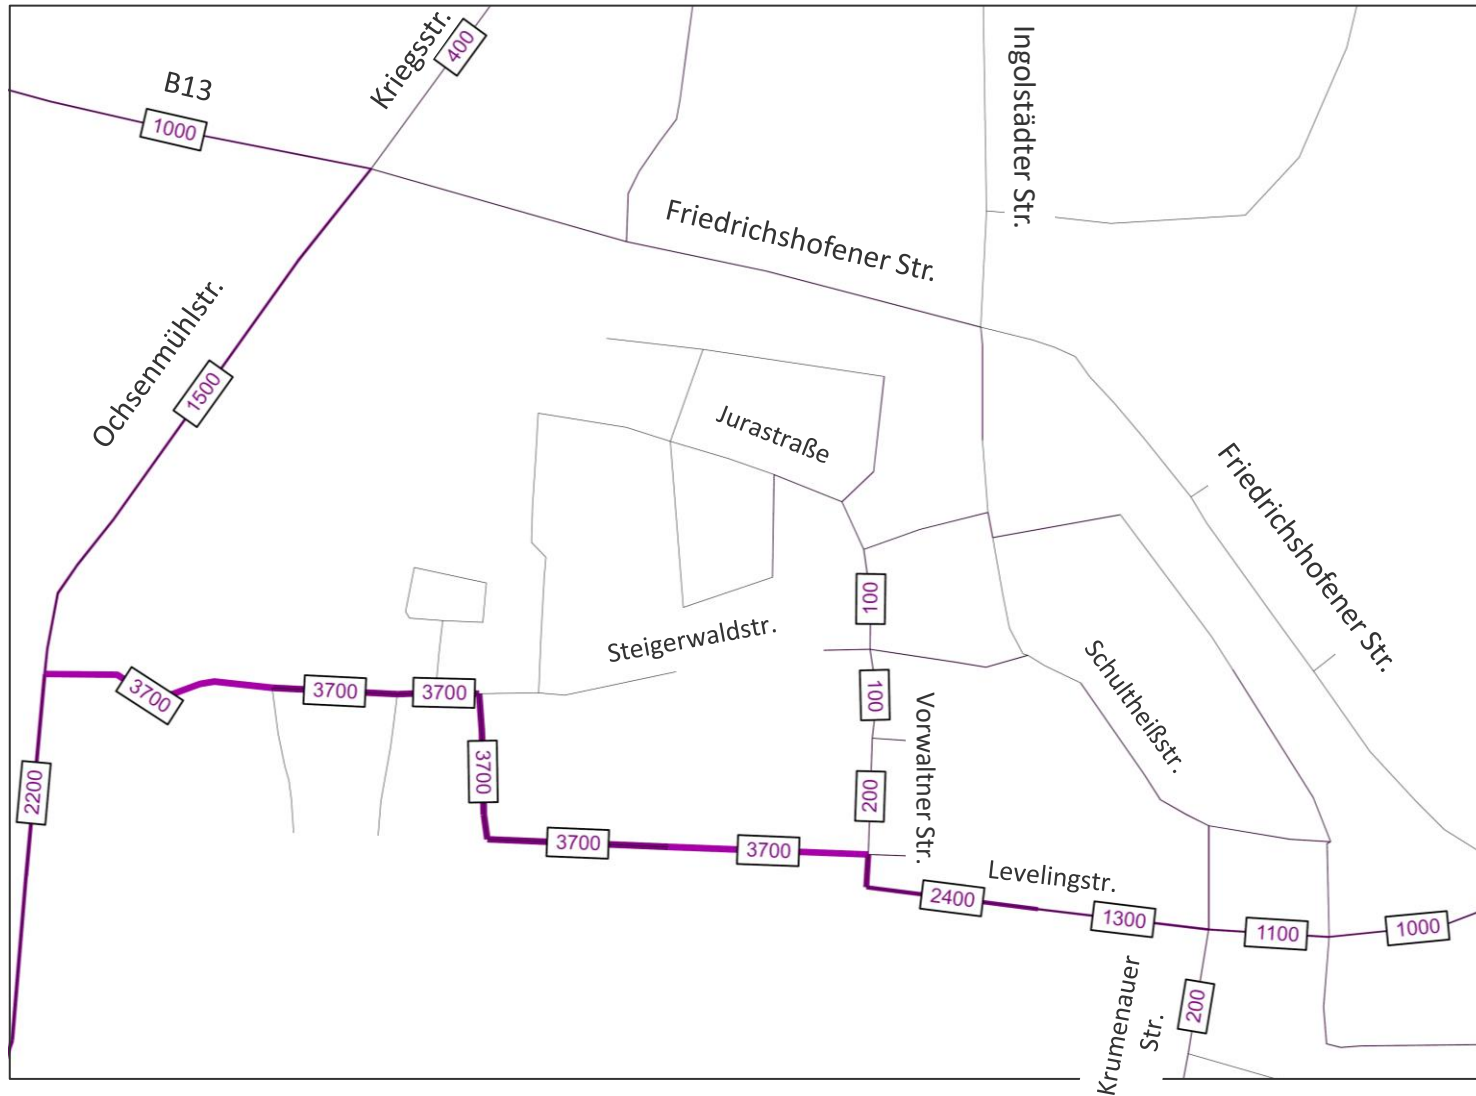 Kriegsstr.
400
B13
1000
Ingolstädter Str.
Friedrichshofener Str.
Ochsenmühlstr.
1500
Jurastraße
Friedrichshofener Str.
100
Steigerwaldstr.
Schultheißstr.
3700
3700
3700
100
Vorwaltner Str.
2200
3700
200
3700
3700
Levelingstr.
2400
1300
1100
1000
Krumenauer
Str.
200